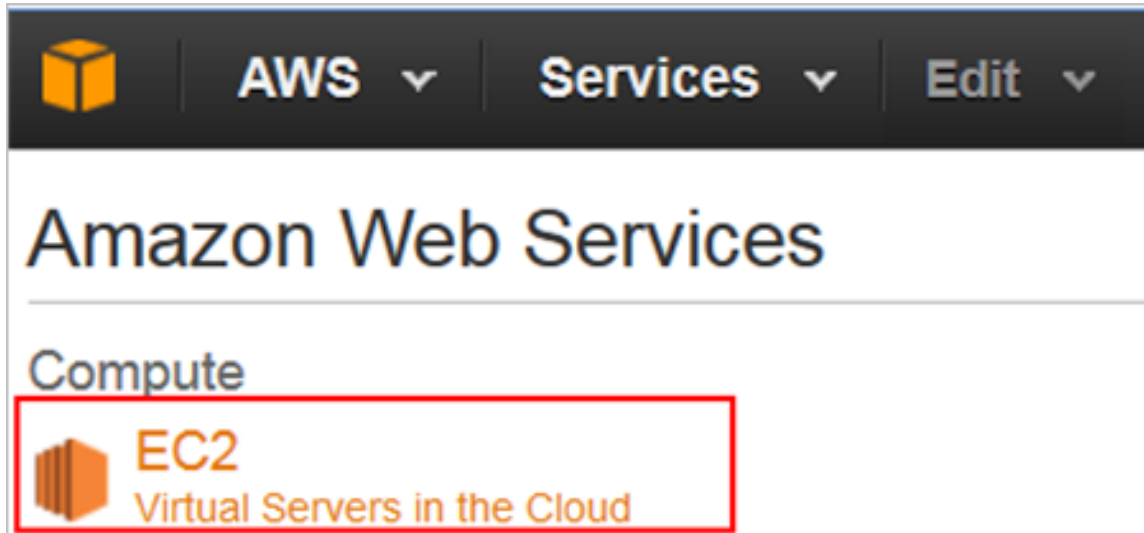 AWS Services Edit
Amazon Web Services
Compute
EC2
Virtual Servers in the Cloud